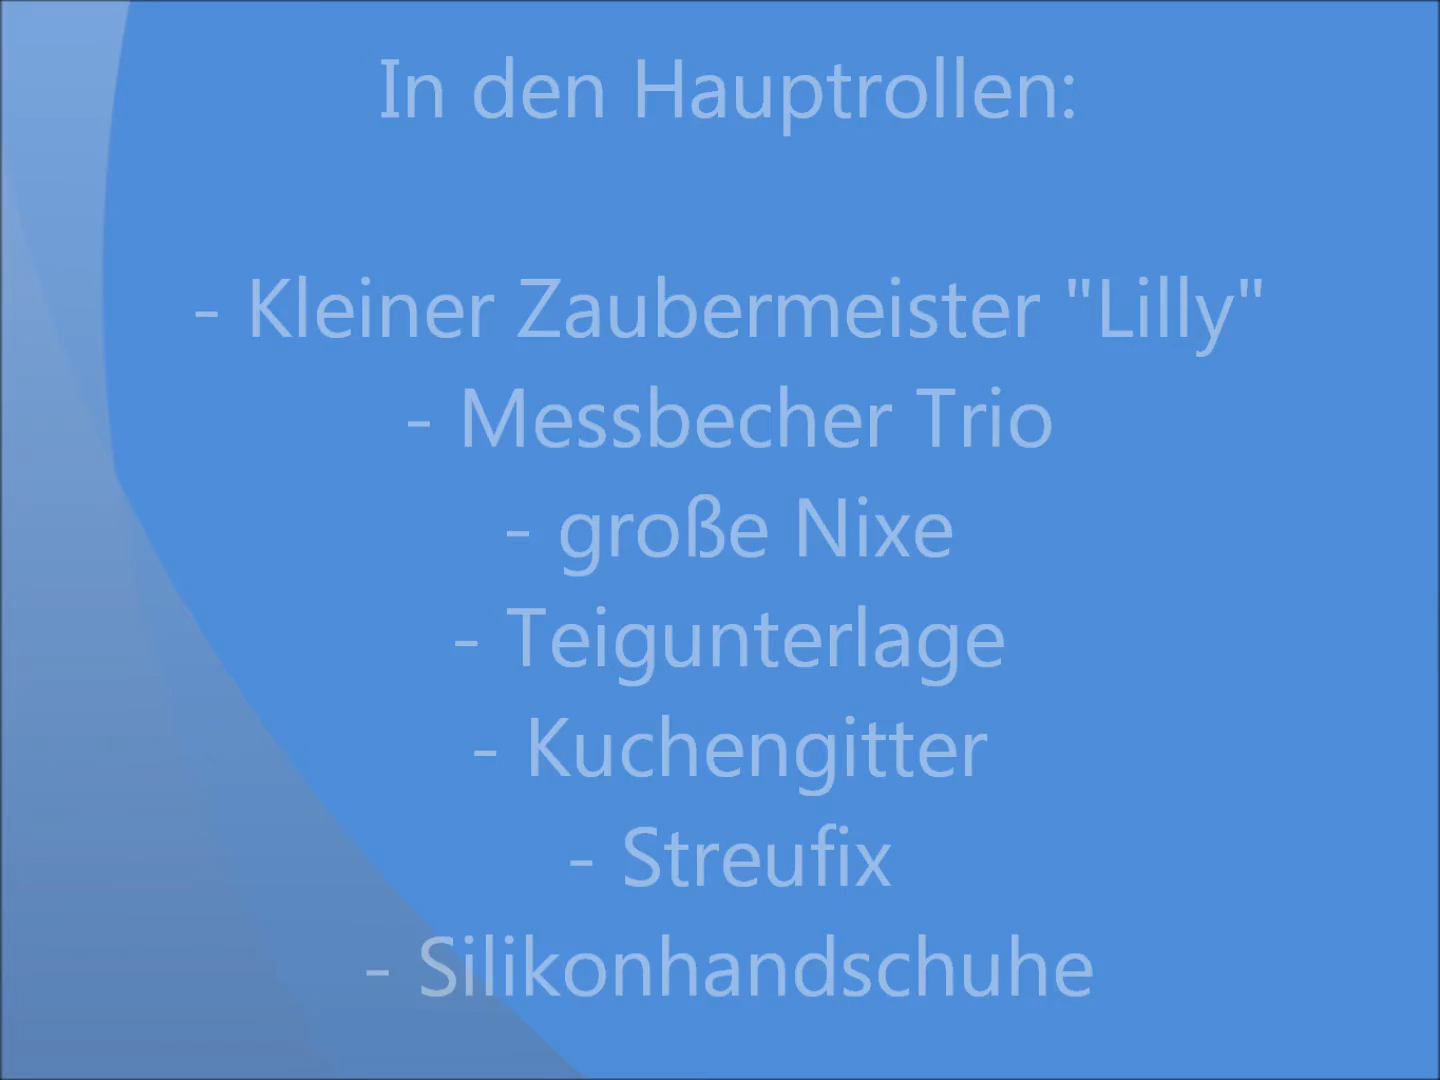 In den Hauptrollen:
- Kleiner Zaubermeister "Lilly"
- Messbecher Trio
- große Nixe
- Teigunterlage
- Kuchengitter
- Streufix
- Silikonhandschuhe